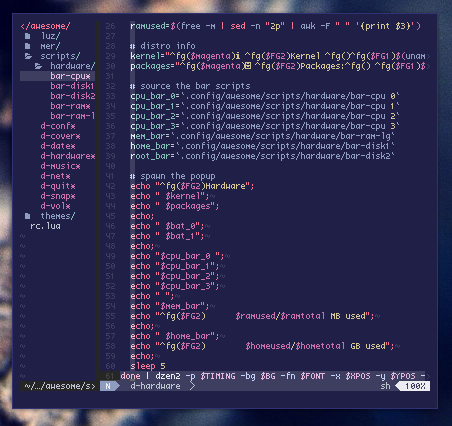 </awesome/
luz/
mer/
scripts/
hardware/
bar-cpu*
bar-disk1
bar-disk2
bar-ram*
bar-ram-l
d-conf*
d-cover*
d-date*
d-hardware*
d-music*
d-net*
d-quit*
d-snap*
d-vol*
themes/
rc.lua
~/…/awesome/s>
26 ramused=$(free -m | sed -n "2p" | awk -F " " '{print $3}')
27
28 # distro info
29 kernel="^fg($magenta) ^fg($FG2)Kernel ^fg()^fg($FG1)$(unam
30 packages="^fg($magenta) ^fg($FG2)Packages:^fg() ^fg($FG1)$
31
32 # source the bar scripts
33 cpu_bar_0=`.config/awesome/scripts/hardware/bar-cpu 0`
34 cpu_bar_1=`.config/awesome/scripts/hardware/bar-cpu 1`
35 cpu_bar_2=`.config/awesome/scripts/hardware/bar-cpu 2`
36 cpu_bar_3=`.config/awesome/scripts/hardware/bar-cpu 3`
37 mem_bar=`.config/awesome/scripts/hardware/bar-ram-lg`
38 home_bar=`.config/awesome/scripts/hardware/bar-disk1`
39 root_bar=`.config/awesome/scripts/hardware/bar-disk2`
40
41 # spawn the popup
42 echo "^fg($FG2)Hardware";
43 echo " $kernel";~
44 echo " $packages";
45 echo;
46 echo " $bat_0";~
47 echo " $bat_1";~
48 echo;~
49 echo "$cpu_bar_0 ";~
50 echo "$cpu_bar_1";~
51 echo "$cpu_bar_2";~
52 echo "$cpu_bar_3";~
53 echo " ";~
54 echo "$mem_bar";~
55 echo "^fg($FG2) $ramused/$ramtotal MB used";~
56 echo;~
57 echo " $home_bar";~
58 echo "^fg($FG2) $homeused/$hometotal GB used";~
59 echo;~
60 sleep 5
61 done | dzen2 -p $TIMING -bg $BG -fn $FONT -x $XPOS -y $YPOS -
N d-hardware sh 100%